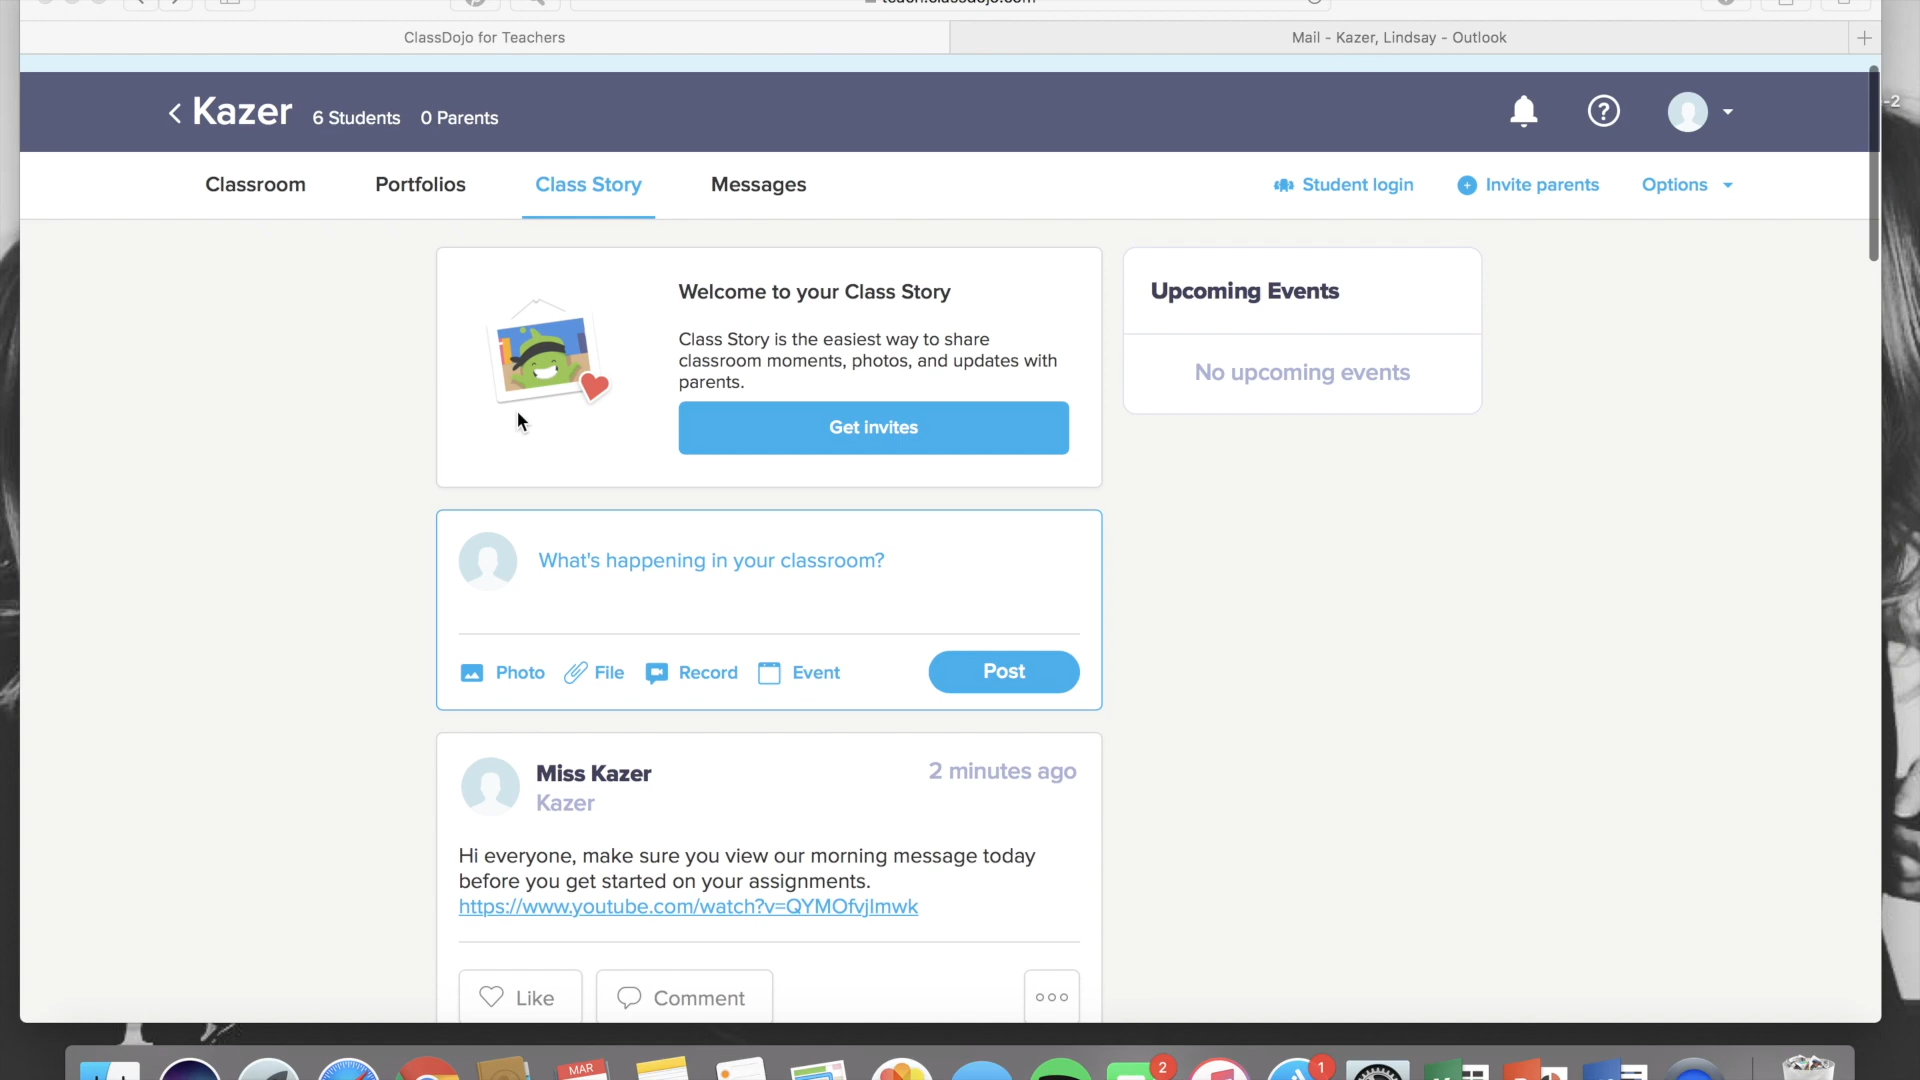 ClassDojo for Teachers
Mail - Kazer, Lindsay - Outlook
Kazer 6 Students 0 Parents
-2
Classroom Portfolios Class Story Messages Student login Invite parents Options
Welcome to your Class Story
Class Story is the easiest way to share
classroom moments, photos, and updates with
parents.
Get invites
Upcoming Events
No upcoming events
What's happening in your classroom?
Photo File Record Event Post
Miss Kazer 2 minutes ago
Kazer
Hi everyone, make sure you view our morning message today
before you get started on your assignments.
https://www.youtube.com/watch?v=QYMOfvjlmwk
Like Comment
MAR
2
1